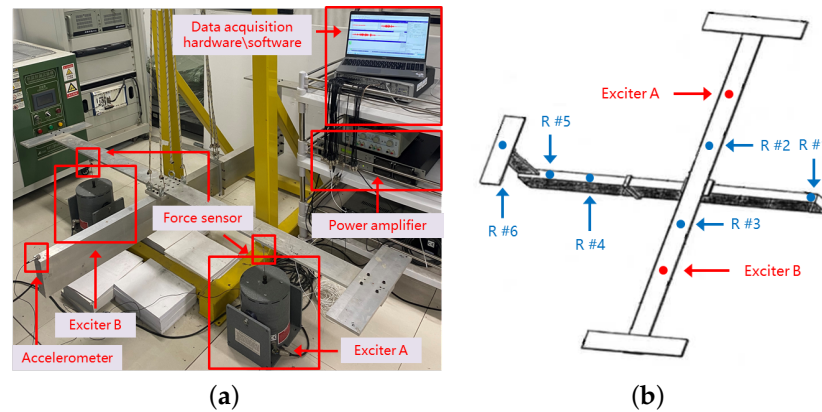 Data acquisition
hardware\software
Force sensor
Power amplifier
Exciter B
Accelerometer
Exciter A
(a)
Exciter A
R #5
R #2
R #
R #3
R #4
R #6
Exciter B
(b)